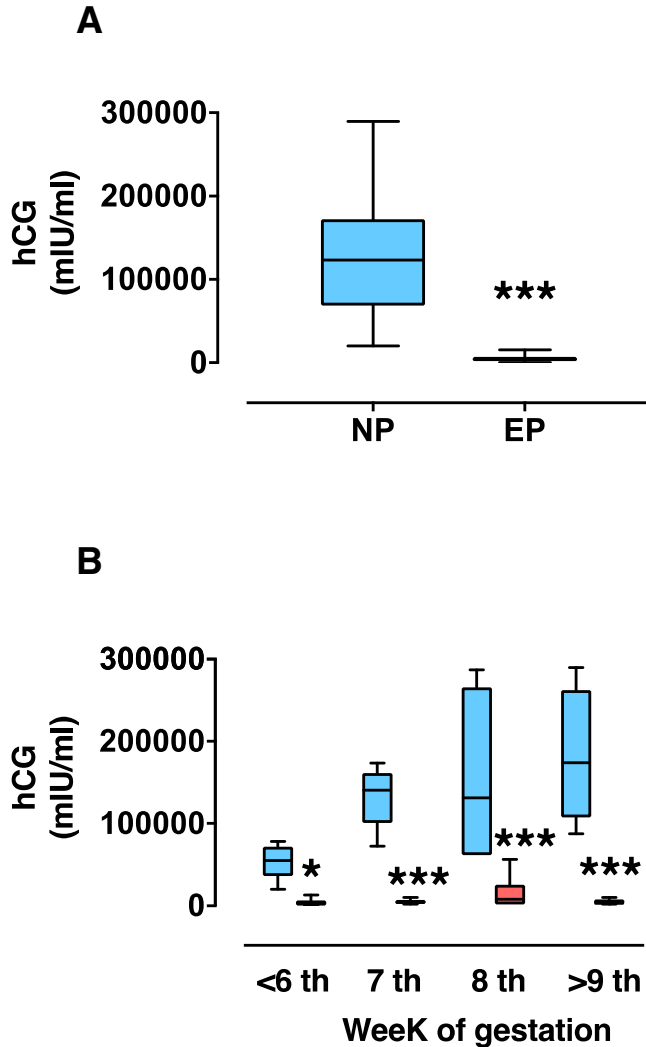 A
hCG
(mIU/ml)
300000
200000
100000
0
***
NP EP
B
hCG
(mIU/ml)
300000
200000
100000
0
* *** *** ***
<6 th 7 th 8 th >9 th
WeeK of gestation